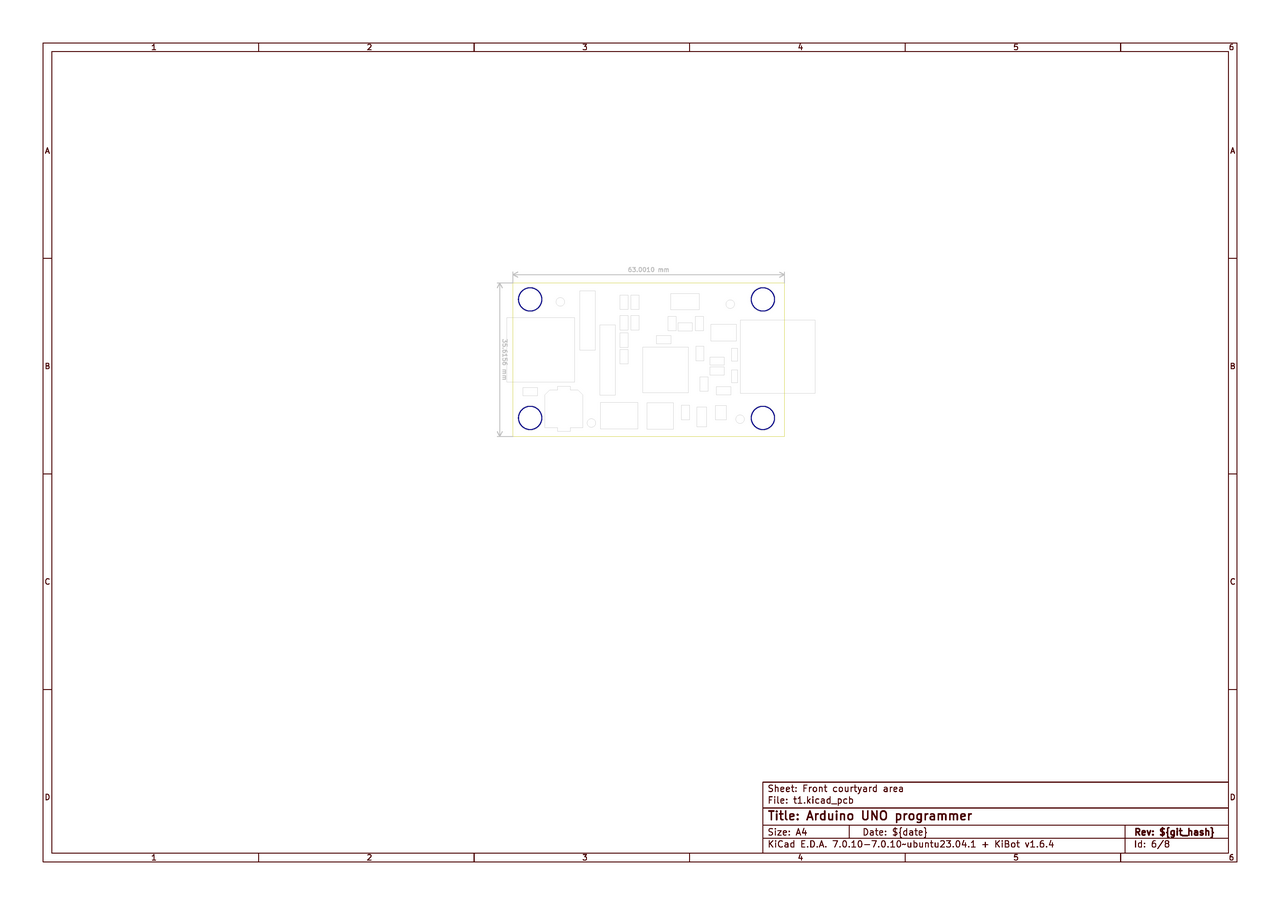 1 2 3 4 5 6
A A
63.0010 mm
35.6156 mm
B B
C C
D D
Sheet: Front courtyard area
File: t1.kicad_pcb
Title: Arduino UNO programmer
Size: A4 Date: ${date} Rev: ${git_hash}
KiCad E.D.A. 7.0.10-7.0.10~ubuntu23.04.1 + KiBot v1.6.4 Id: 6/8
1 2 3 4 5 6